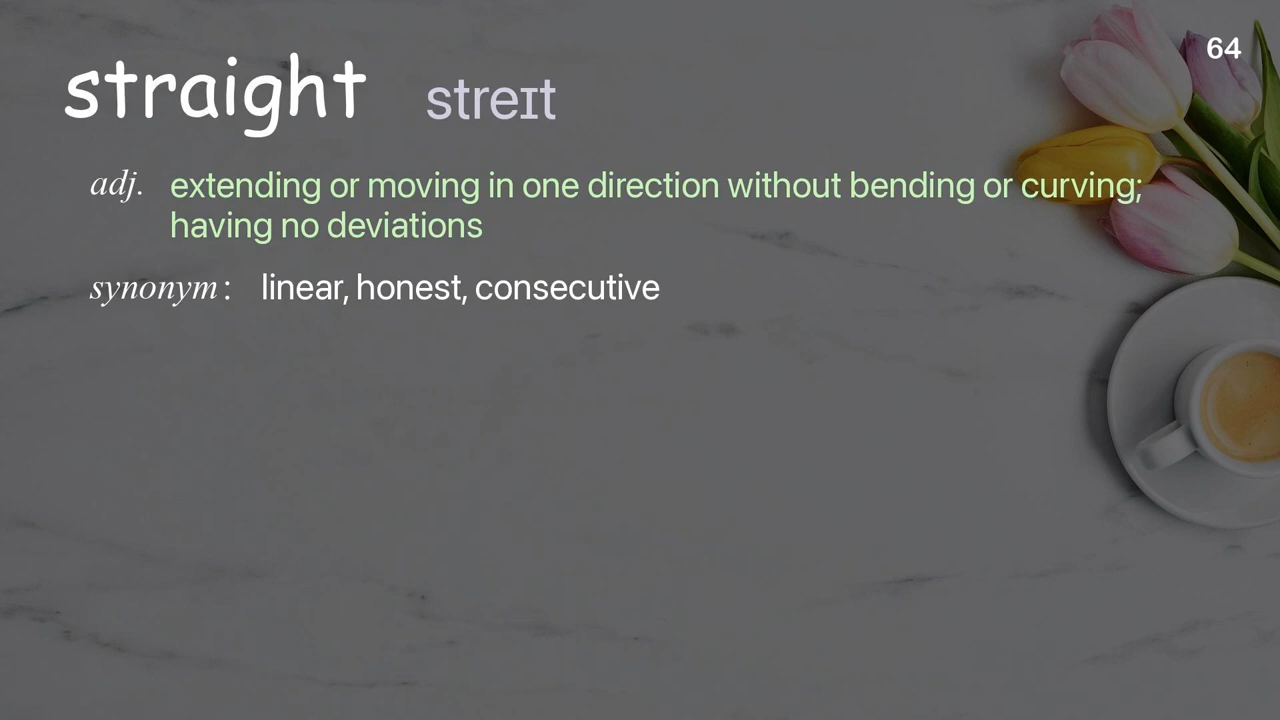 64
straight streɪt
adj. extending or moving in one direction without bending or curving;
having no deviations
synonym : linear, honest, consecutive